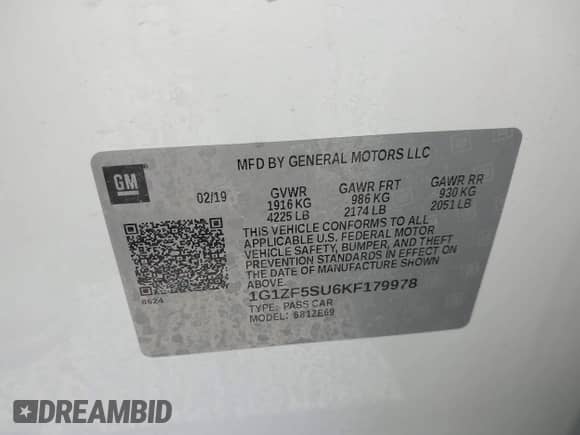 MFD BY GENERAL MOTORS LLC
GM
02/19
GVWR GAWR FRT GAWR RR
1916 KG 986 KG 930 KG
4225 LB 2174 LB 2051 LB
THIS VEHICLE CONFORMS TO ALL
APPLICABLE U.S. FEDERAL MOTOR
VEHICLE SAFETY, BUMPER, AND THEFT
PREVENTION STANDARDS IN EFFECT ON
THE DATE OF MANUFACTURE SHOWN
ABOVE.
6624
1G1ZF5SU6KF179978
TYPE: PASS CAR
MODEL: S81ZE69
DREAMBID